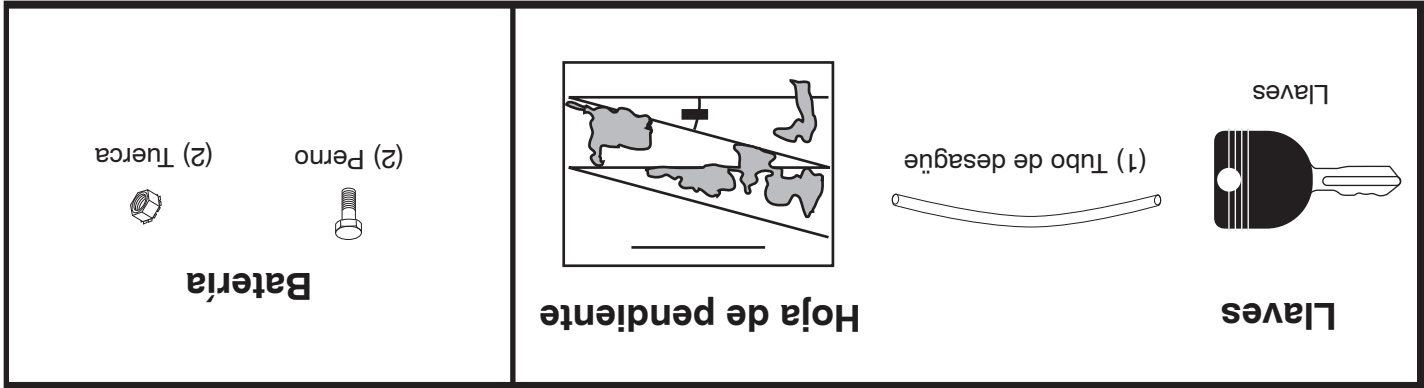 Llaves
Llaves
Hoja de pendiente
(1) Tubo de desagüe
Batería
(2) Perno
(2) Tuerca